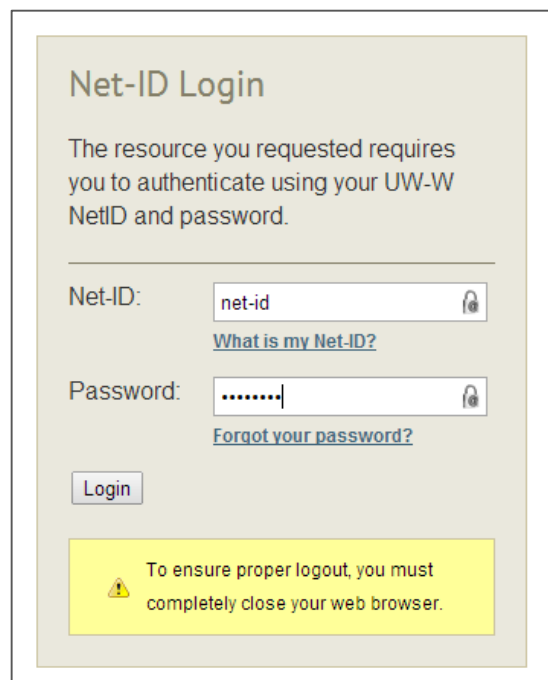 Net-ID Login
The resource you requested requires
you to authenticate using your UW-W
NetID and password.
Net-ID: net-id
What is my Net-ID?
Password: ••••••••
Forgot your password?
Login
To ensure proper logout, you must
completely close your web browser.